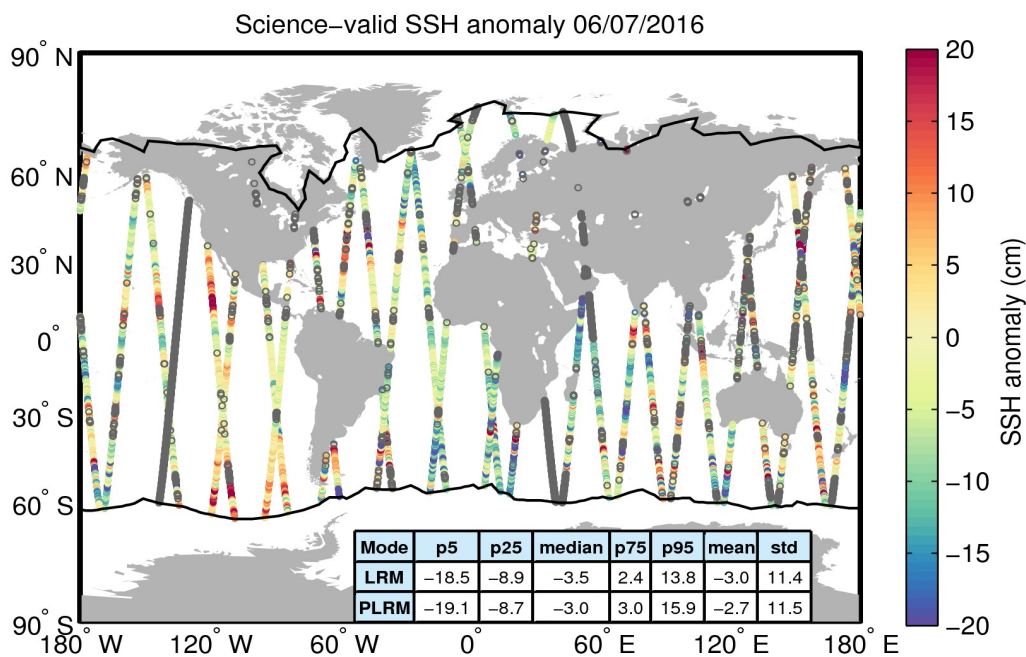 Science−valid SSH anomaly 06/07/2016
90° N
60° N
30° N
0°
30° S
60° S
90° S
180° W
120° W
60° W
0°
60° E
120° E
180° E
20
15
10
5
0
−5
−10
−15
−20
SSH anomaly (cm)
Mode p5 p25 median p75 p95 mean std
LRM −18.5 −8.9 −3.5 2.4 13.8 −3.0 11.4
PLRM −19.1 −8.7 −3.0 3.0 15.9 −2.7 11.5